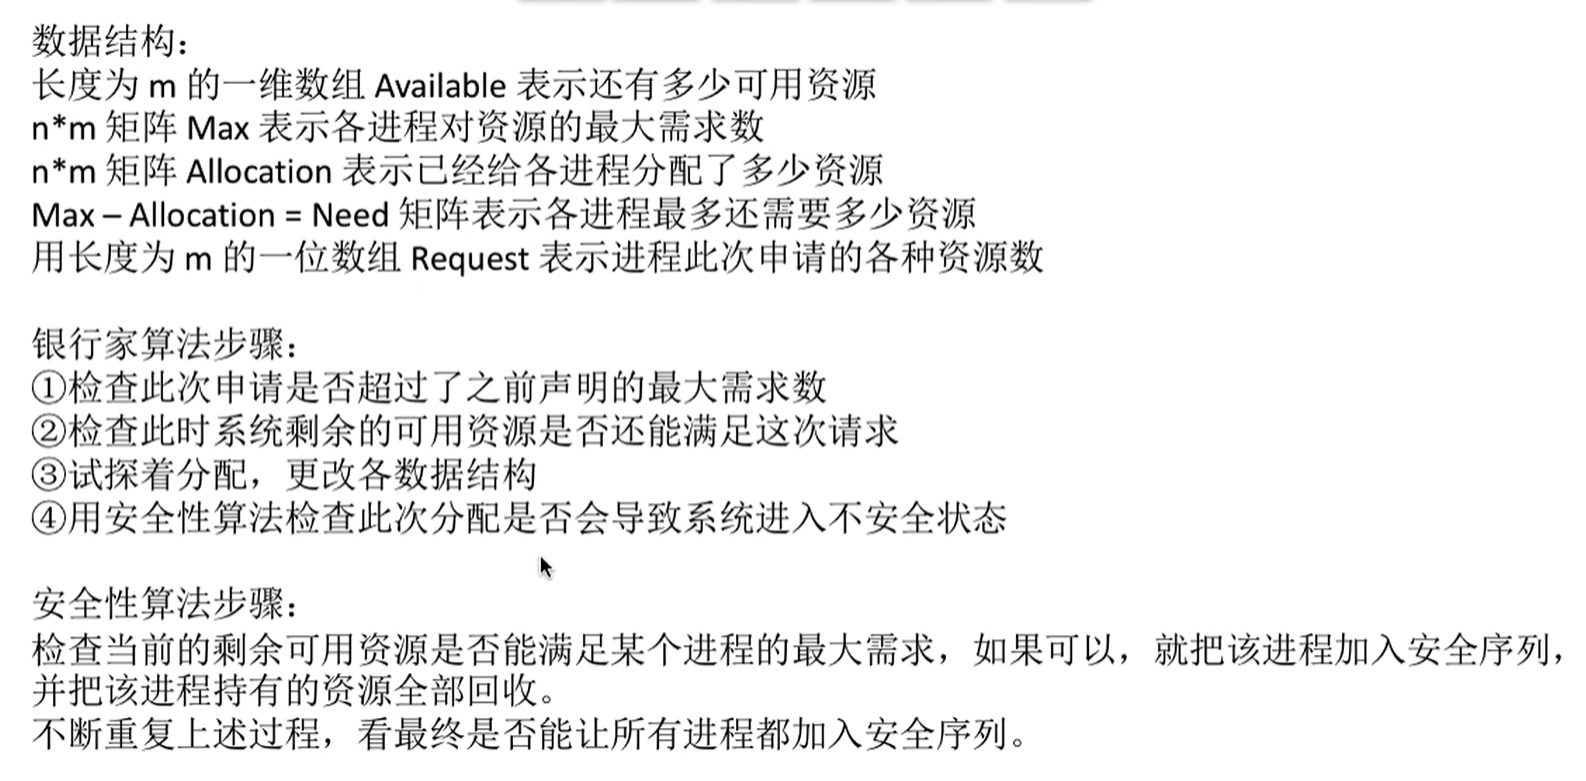 数据结构：
长度为 m 的一维数组 Available 表示还有多少可用资源
n*m 矩阵 Max 表示各进程对资源的最大需求数
n*m 矩阵 Allocation 表示已经给各进程分配了多少资源
Max – Allocation = Need 矩阵表示各进程最多还需要多少资源
用长度为 m 的一位数组 Request 表示进程此次申请的各种资源数
银行家算法步骤：
①检查此次申请是否超过了之前声明的最大需求数
②检查此时系统剩余的可用资源是否还能满足这次请求
③试探着分配，更改各数据结构
④用安全性算法检查此次分配是否会导致系统进入不安全状态
安全性算法步骤：
检查当前的剩余可用资源是否能满足某个进程的最大需求，如果可以，就把该进程加入安全序列，
并把该进程持有的资源全部回收。
不断重复上述过程，看最终是否能让所有进程都加入安全序列。